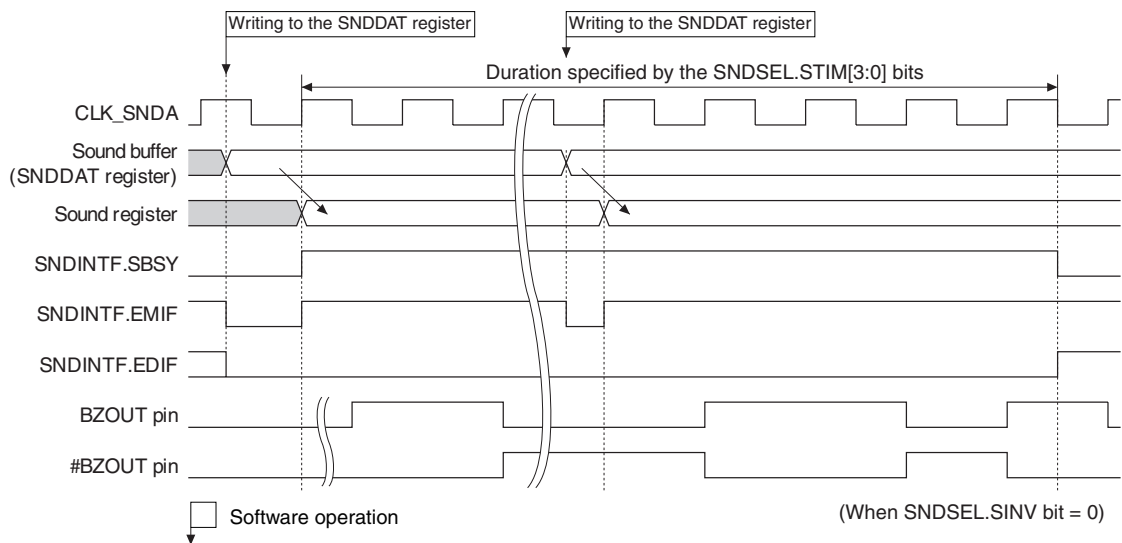 Writing to the SNDDAT register
Writing to the SNDDAT register
Duration specified by the SNDSEL.STIM[3:0] bits
CLK_SNDA
Sound buffer
(SNDDAT register)
Sound register
SNDINTF.SBSY
SNDINTF.EMIF
SNDINTF.EDIF
BZOUT pin
#BZOUT pin
Software operation
(When SNDSEL.SINV bit = 0)